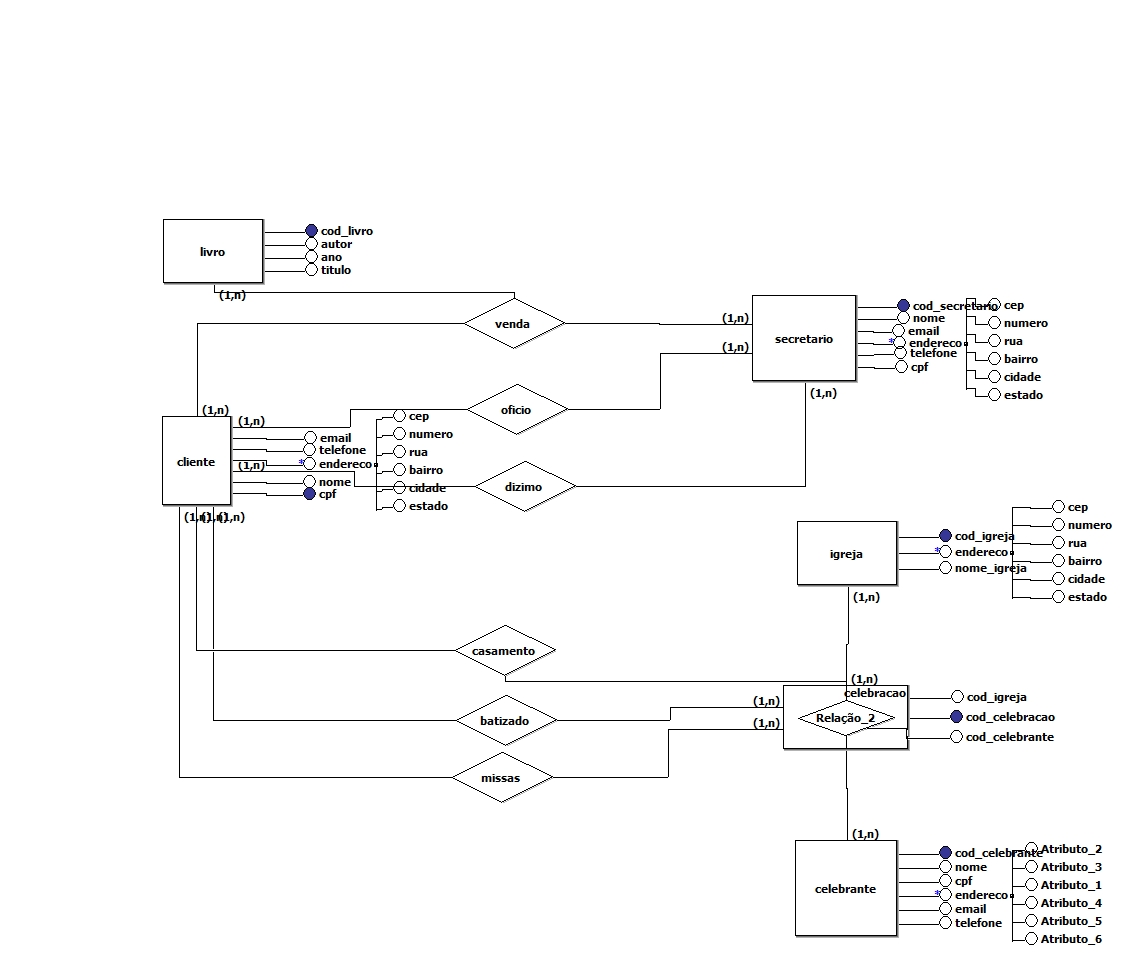 livro
cod_livro
autor
ano
titulo
(1,n)
venda
(1,n)
secretario
cod_secretario
nome
email
* endereco
telefone
cpf
cep
numero
rua
bairro
cidade
estado
(1,n)
(1,n)
oficio
(1,n)
(1,n)
cliente
email
telefone
* endereco
nome
cpf
cep
numero
rua
bairro
cidade
estado
(1,n)
dizimo
(1,n)
(1,n)
(1,n)
igreja
cod_igreja
* endereco
nome_igreja
cep
numero
rua
bairro
cidade
estado
(1,n)
casamento
(1,n)
celebracao
Relação_2
cod_igreja
cod_celebracao
cod_celebrante
(1,n)
batizado
(1,n)
missas
(1,n)
celebrante
cod_celebrante
nome
cpf
* endereco
email
telefone
Atributo_2
Atributo_3
Atributo_1
Atributo_4
Atributo_5
Atributo_6